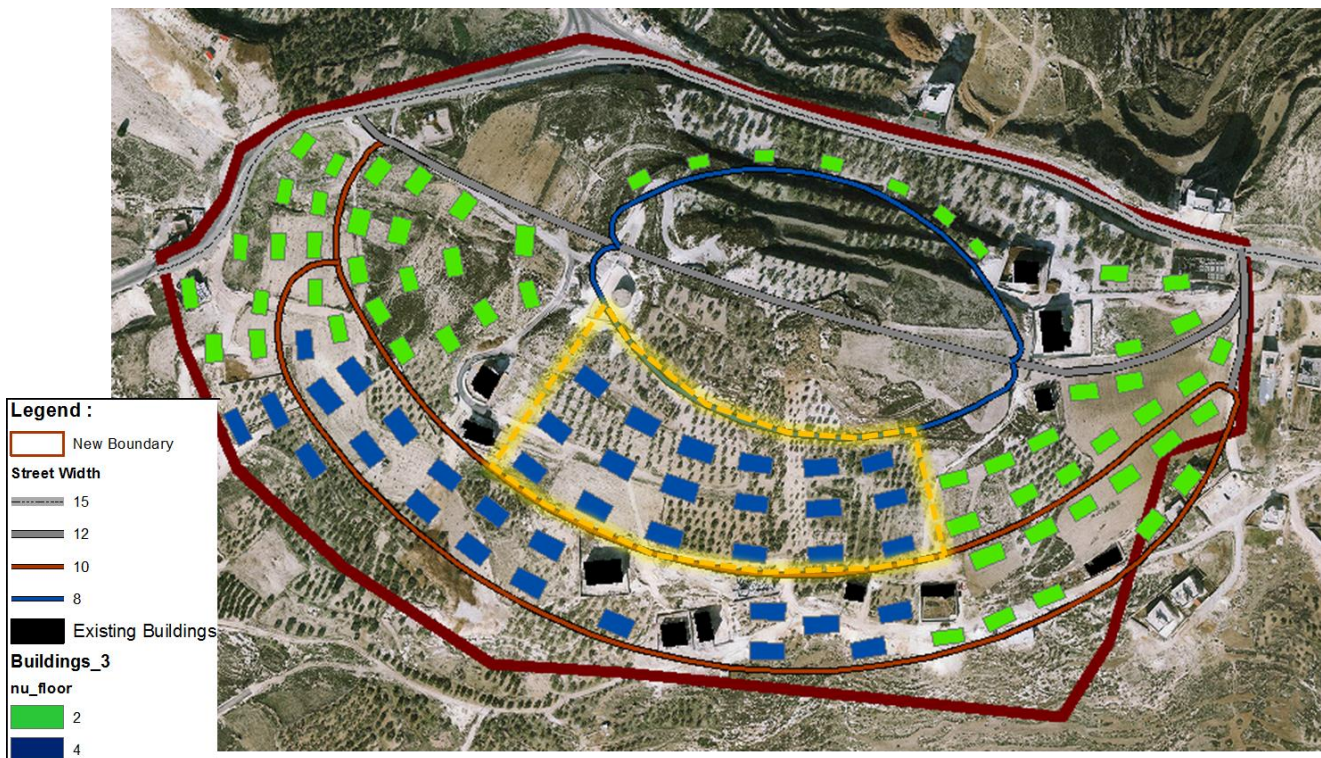 Legend :
New Boundary
Street Width
15
12
10
8
Existing Buildings
Buildings_3
nu_floor
2
4